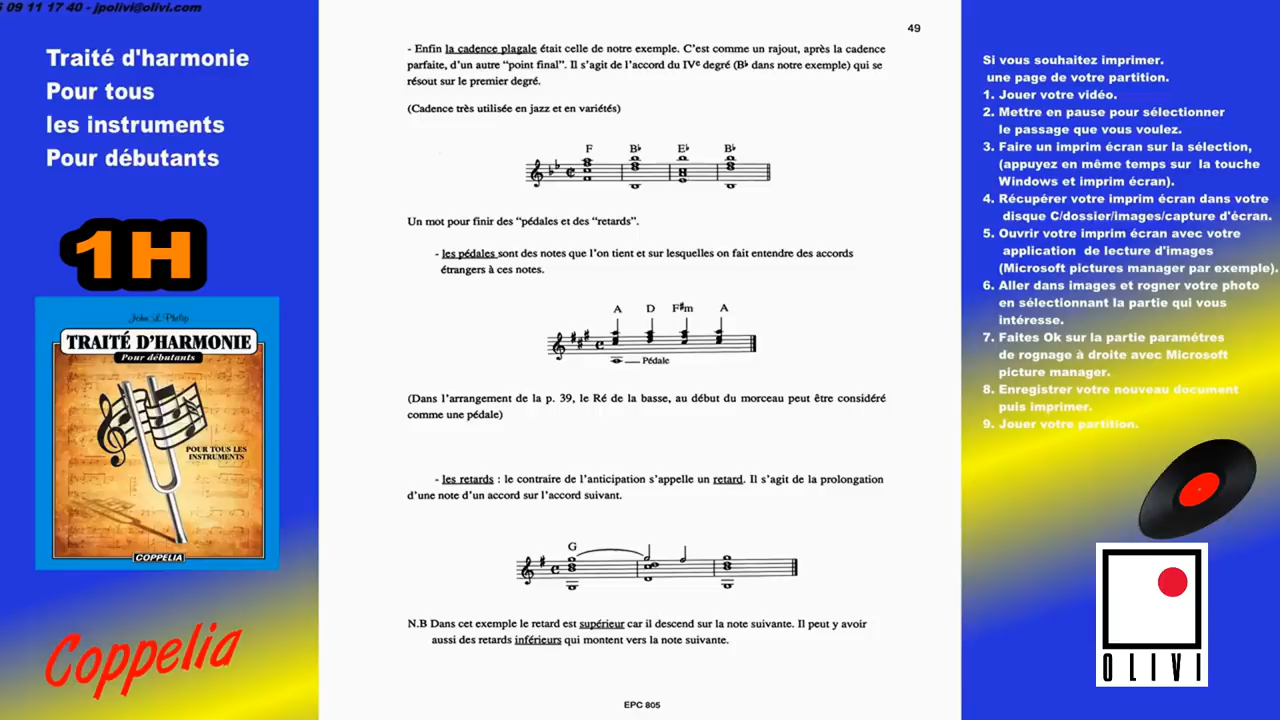 6 09 11 17 40 - jpolivi@olivi.com
Traité d'harmonie
Pour tous
les instruments
Pour débutants
1H
John L. Philip
TRAITÉ D'HARMONIE
Pour débutants
POUR TOUS LES
INSTRUMENTS
COPPELIA
Coppelia
49
- Enfin la cadence plagale était celle de notre exemple. C'est comme un rajout, après la cadence
parfaite, d'un autre "point final". Il s'agit de l'accord du IVe degré (B♭ dans notre exemple) qui se
résout sur le premier degré.
(Cadence très utilisée en jazz et en variétés)
F B♭ E♭ B♭
Un mot pour finir des "pédales et des "retards".
- les pédales sont des notes que l'on tient et sur lesquelles on fait entendre des accords
étrangers à ces notes.
A D F#m A
Pédale
(Dans l'arrangement de la p. 39, le Ré de la basse, au début du morceau peut être considéré
comme une pédale)
- les retards : le contraire de l'anticipation s'appelle un retard. Il s'agit de la prolongation
d'une note d'un accord sur l'accord suivant.
G
N.B Dans cet exemple le retard est supérieur car il descend sur la note suivante. Il peut y avoir
aussi des retards inférieurs qui montent vers la note suivante.
EPC 805
Si vous souhaitez imprimer.
une page de votre partition.
1. Jouer votre vidéo.
2. Mettre en pause pour sélectionner
le passage que vous voulez.
3. Faire un imprim écran sur la sélection,
(appuyez en même temps sur la touche
Windows et imprim écran).
4. Récupérer votre imprim écran dans votre
disque C/dossier/images/capture d'écran.
5. Ouvrir votre imprim écran avec votre
application de lecture d'images
(Microsoft pictures manager par exemple).
6. Aller dans images et rogner votre photo
en sélectionnant la partie qui vous
intéresse.
7. Faites Ok sur la partie paramétres
de rognage à droite avec Microsoft
picture manager.
8. Enregistrer votre nouveau document
puis imprimer.
9. Jouer votre partition.
OLIVI